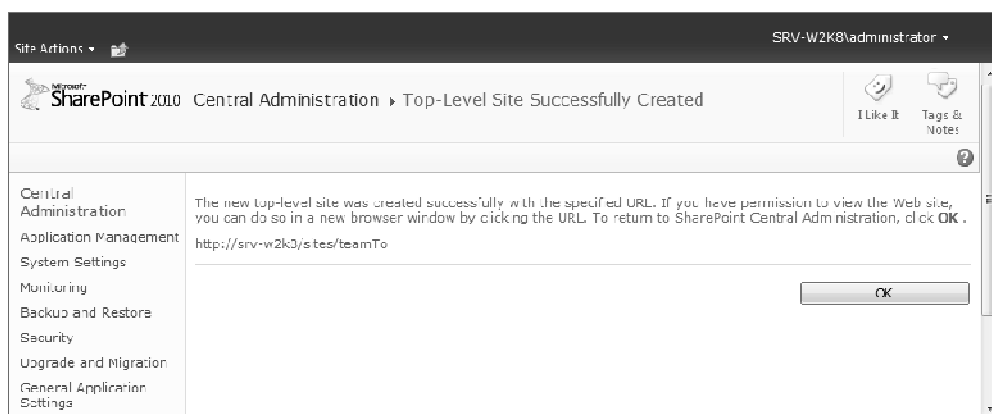 SRV-W2K8\administrator
Site Actions
Microsoft
SharePoint 2010 Central Administration ▸ Top-Level Site Successfully Created
I Like It
Tags &
Notes
Central
Administration
Application Management
System Settings
Monitoring
Backup and Restore
Security
Upgrade and Migration
General Application
Settings
The new top-level site was created successfully with the specified URL. If you have permission to view the Web site,
you can do so in a new browser window by clicking the URL. To return to SharePoint Central Administration, click OK .
http://srv-w2k8/sites/teamTo
OK